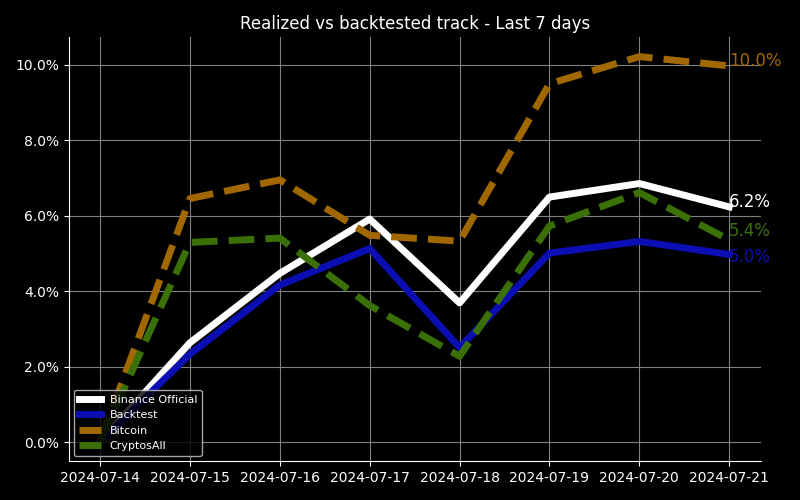 Realized vs backtested track - Last 7 days
10.0%
8.0%
6.0%
4.0%
2.0%
0.0%
10.0%
6.2%
5.4%
5.0%
Binance Official
Backtest
Bitcoin
CryptosAll
2024-07-14 2024-07-15 2024-07-16 2024-07-17 2024-07-18 2024-07-19 2024-07-20 2024-07-21